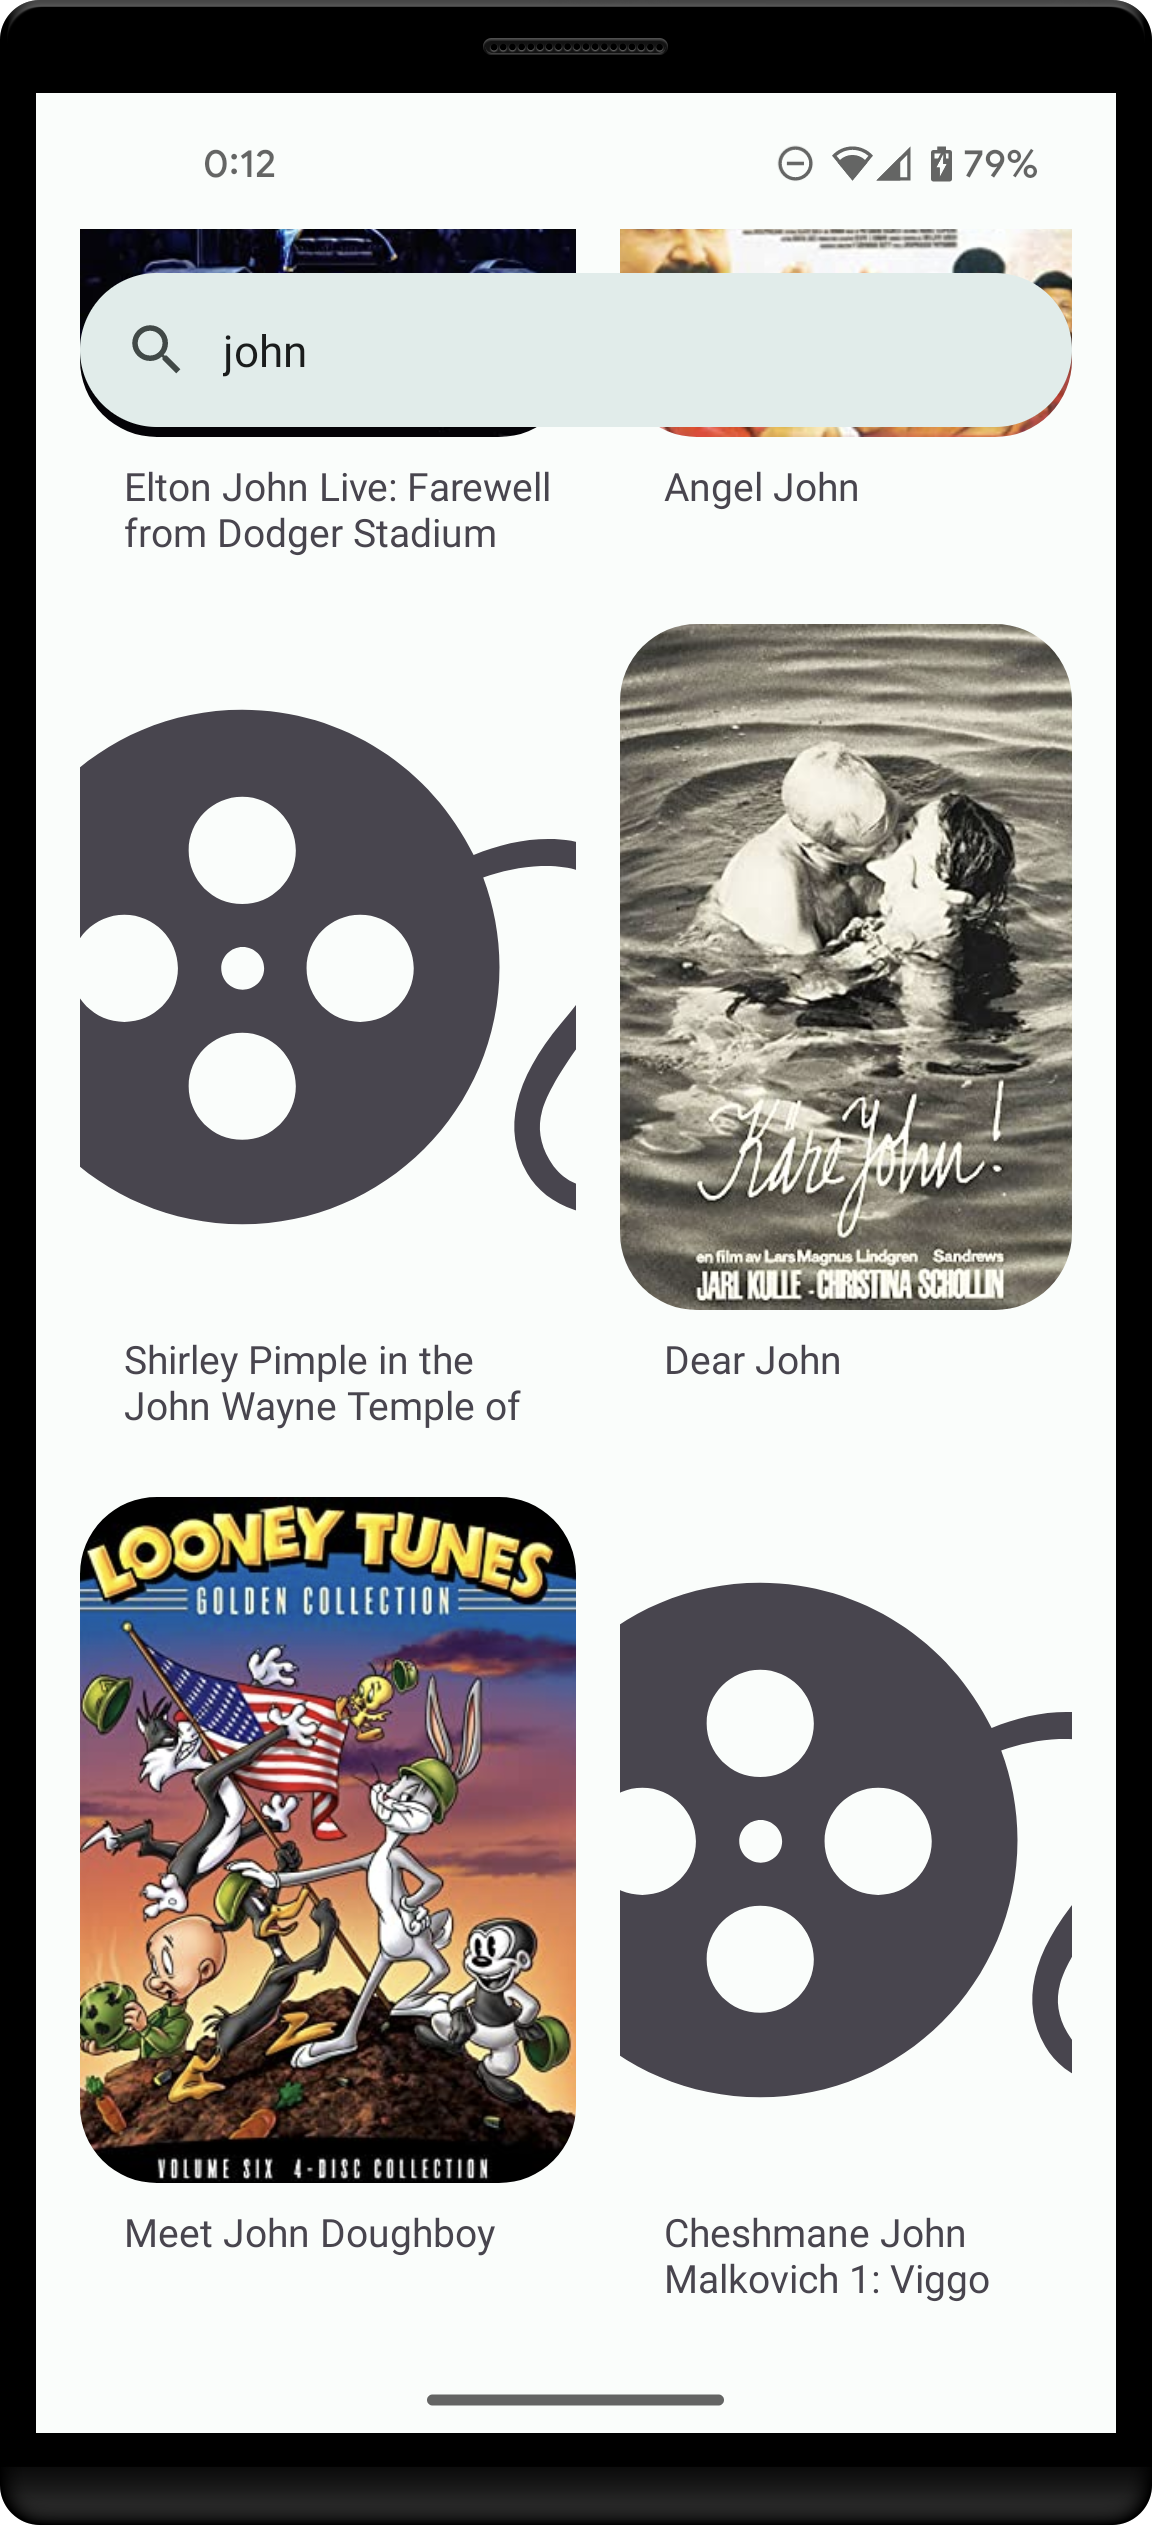 0:12
79%
john
Elton John Live: Farewell
from Dodger Stadium
Angel John
Käre John!
en film av Lars Magnus Lindgren Sandrews
JARL KULLE - CHRISTINA SCHOLLIN
Shirley Pimple in the
John Wayne Temple of
Dear John
LOONEY TUNES
GOLDEN COLLECTION
VOLUME SIX 4-DISC COLLECTION
Meet John Doughboy
Cheshmane John
Malkovich 1: Viggo